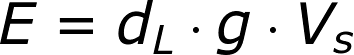 E = d_L · g · V_s